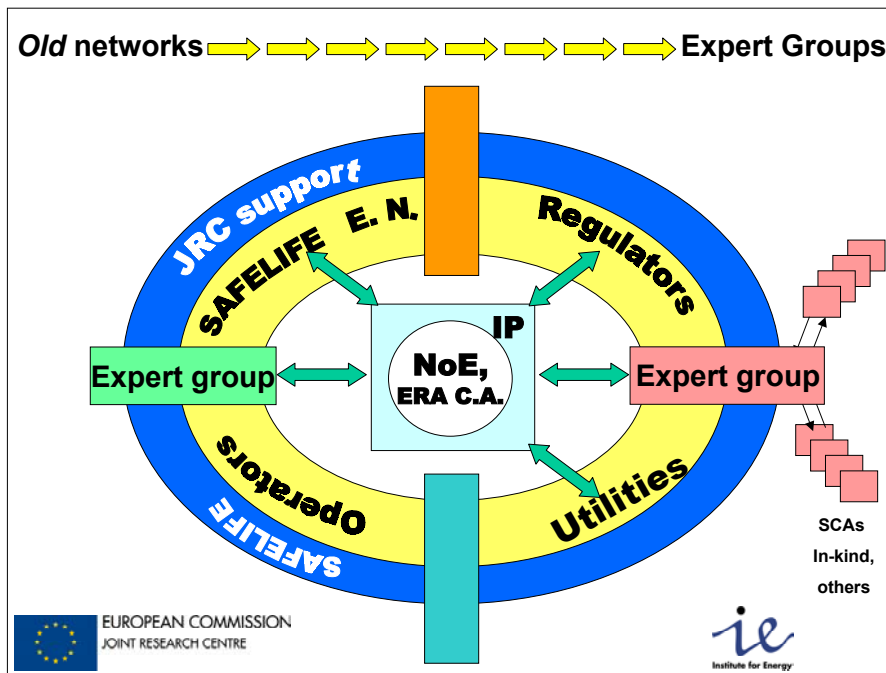 Old networks
Expert Groups
JRC support
SAFELIFE E. N.
Regulators
IP
NoE,
ERA C.A.
Expert group
Expert group
Operators
Utilities
SAFELIFE
SCAs
In-kind,
others
EUROPEAN COMMISSION
JOINT RESEARCH CENTRE
ie
Institute for Energy